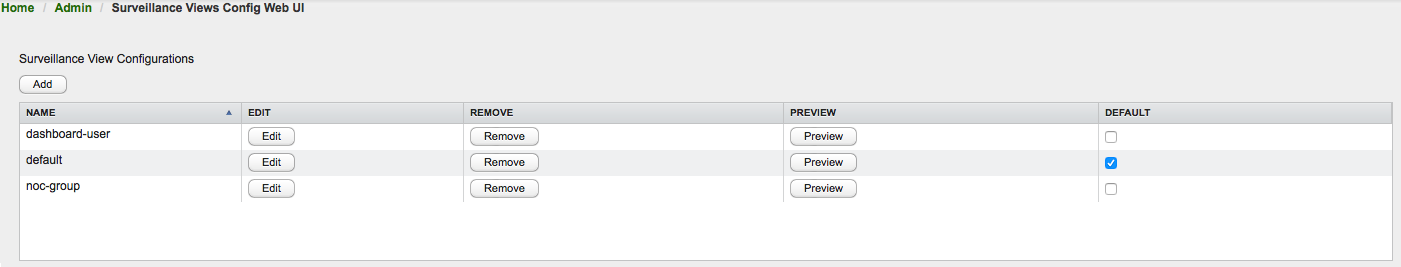 Home / Admin / Surveillance Views Config Web UI
Surveillance View Configurations
Add
NAME EDIT REMOVE PREVIEW DEFAULT
dashboard-user Edit Remove Preview
default Edit Remove Preview
noc-group Edit Remove Preview